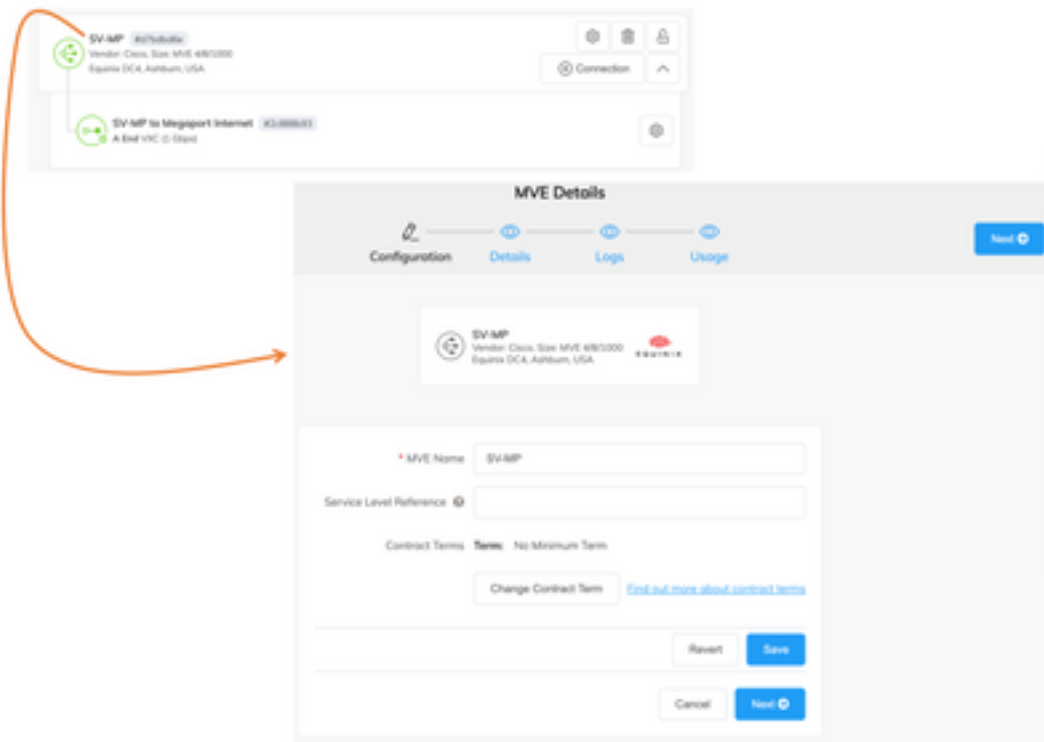 SV-MP
Vendor: Cisco, Size: MVE 4/8/1000
Equinix DC4, Ashburn, USA
Connection
SV-MP to Megaport Internet
A End VXC (1 Gbps)
MVE Details
Configuration Details Logs Usage
Next
SV-MP
Vendor: Cisco, Size: MVE 4/8/1000
Equinix DC4, Ashburn, USA
EQUINIX
* MVE Name SV-MP
Service Level Reference
Contract Terms Term: No Minimum Term
Change Contract Term Find out more about contract terms
Revert Save
Cancel Next